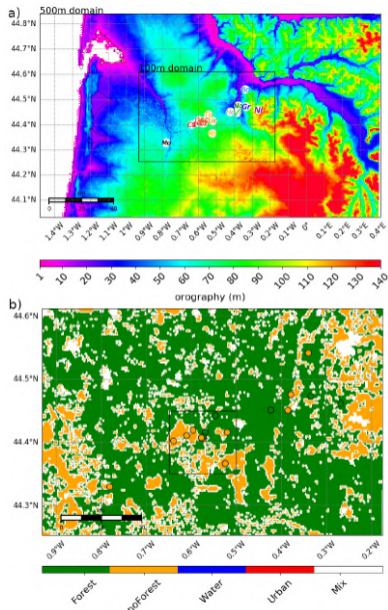 a)
500m domain
100m domain
44.8°N
44.7°N
44.6°N
44.5°N
44.4°N
44.3°N
44.2°N
44.1°N
Mo
Gr
NI
1.4°W 1.3°W 1.2°W 1.1°W 1°W 0.9°W 0.8°W 0.7°W 0.6°W 0.5°W 0.4°W 0.3°W 0.2°W 0.1°W 0° 0.1°E 0.2°E 0.3°E 0.4°E
1 10 20 30 40 50 60 70 80 90 100 110 120 130 140
orography (m)
b)
44.6°N
44.5°N
44.4°N
44.3°N
0.9°W 0.8°W 0.7°W 0.6°W 0.5°W 0.4°W 0.3°W 0.2°W
Forest noForest Water Urban Mix